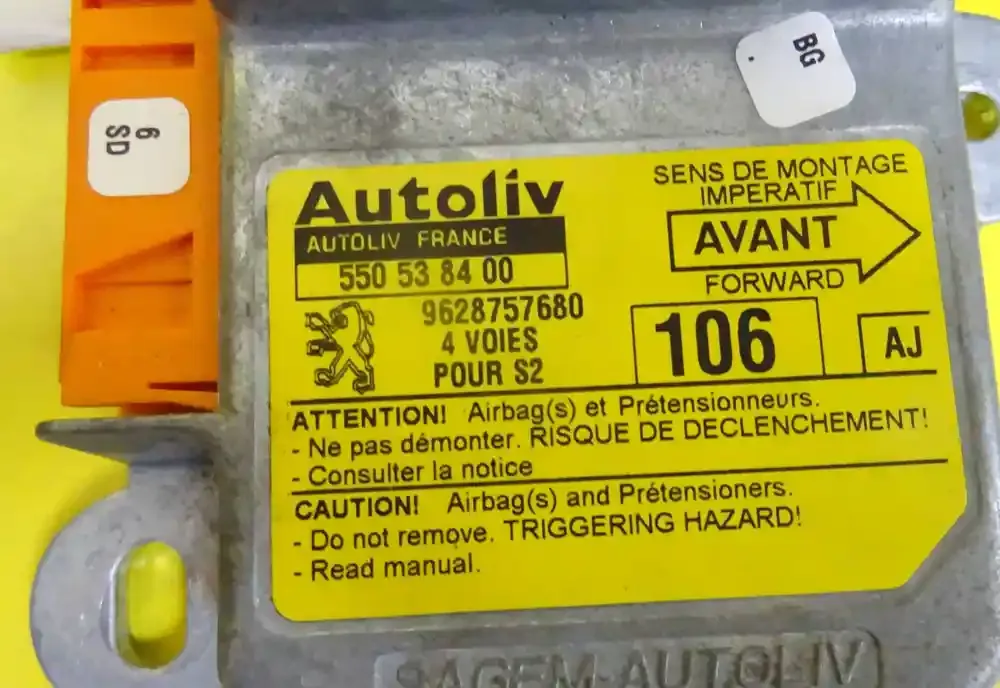 BG
6
SD
Autoliv
AUTOLIV FRANCE
550 53 84 00
9628757680
4 VOIES
POUR S2
SENS DE MONTAGE
IMPERATIF
AVANT
FORWARD
106
AJ
ATTENTION! Airbag(s) et Prétensionneurs.
- Ne pas démonter. RISQUE DE DECLENCHEMENT!
- Consulter la notice
CAUTION! Airbag(s) and Prétensioners.
- Do not remove. TRIGGERING HAZARD!
- Read manual.
SAGEM-AUTOLIV